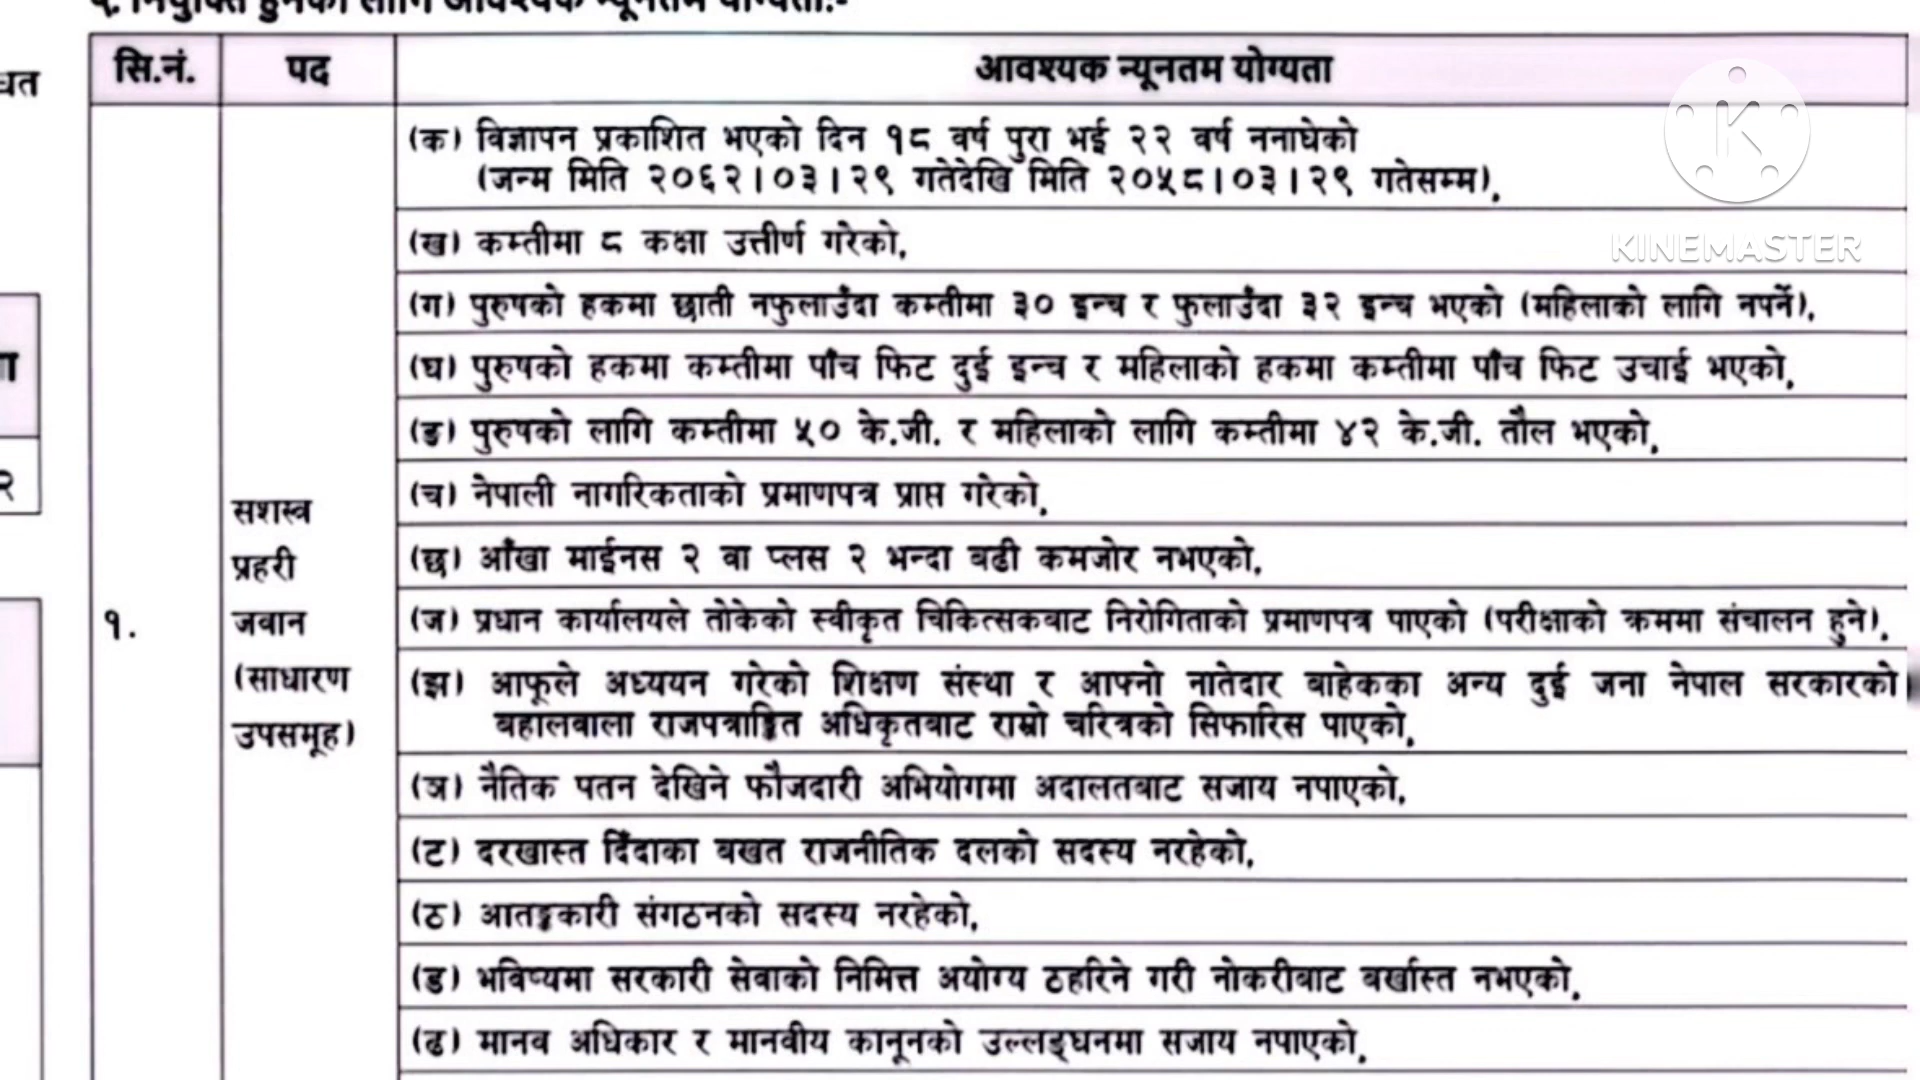 ५. नियुक्ति हुनको लागि आवश्यक न्यूनतम योग्यता:-
सि.नं.
पद
आवश्यक न्यूनतम योग्यता
(क) विज्ञापन प्रकाशित भएको दिन १८ वर्ष पुरा भई २२ वर्ष ननाघेको
(जन्म मिति २०६२।०३।२९ गतेदेखि मिति २०५८।०३।२९ गतेसम्म),
(ख) कम्तीमा ८ कक्षा उत्तीर्ण गरेको,
(ग) पुरुषको हकमा छाती नफुलाउँदा कम्तीमा ३० इन्च र फुलाउँदा ३२ इन्च भएको (महिलाको लागि नपर्ने),
(घ) पुरुषको हकमा कम्तीमा पाँच फिट दुई इन्च र महिलाको हकमा कम्तीमा पाँच फिट उचाई भएको,
(ङ) पुरुषको लागि कम्तीमा ५० के.जी. र महिलाको लागि कम्तीमा ४२ के.जी. तौल भएको,
(च) नेपाली नागरिकताको प्रमाणपत्र प्राप्त गरेको,
(छ) आँखा माईनस २ वा प्लस २ भन्दा बढी कमजोर नभएको,
(ज) प्रधान कार्यालयले तोकेको स्वीकृत चिकित्सकबाट निरोगिताको प्रमाणपत्र पाएको (परीक्षाको क्रममा संचालन हुने),
(झ) आफूले अध्ययन गरेको शिक्षण संस्था र आफ्नो नातेदार बाहेकका अन्य दुई जना नेपाल सरकारको
बहालवाला राजपत्राङ्कित अधिकृतबाट राम्रो चरित्रको सिफारिस पाएको,
(ञ) नैतिक पतन देखिने फौजदारी अभियोगमा अदालतबाट सजाय नपाएको,
(ट) दरखास्त दिँदाका बखत राजनीतिक दलको सदस्य नरहेको,
(ठ) आतङ्ककारी संगठनको सदस्य नरहेको,
(ड) भविष्यमा सरकारी सेवाको निमित्त अयोग्य ठहरिने गरी नोकरीबाट बर्खास्त नभएको,
(ढ) मानव अधिकार र मानवीय कानूनको उल्लङ्घनमा सजाय नपाएको,
१.
सशस्त्र
प्रहरी
जवान
(साधारण
उपसमूह)
२
KINEMASTER